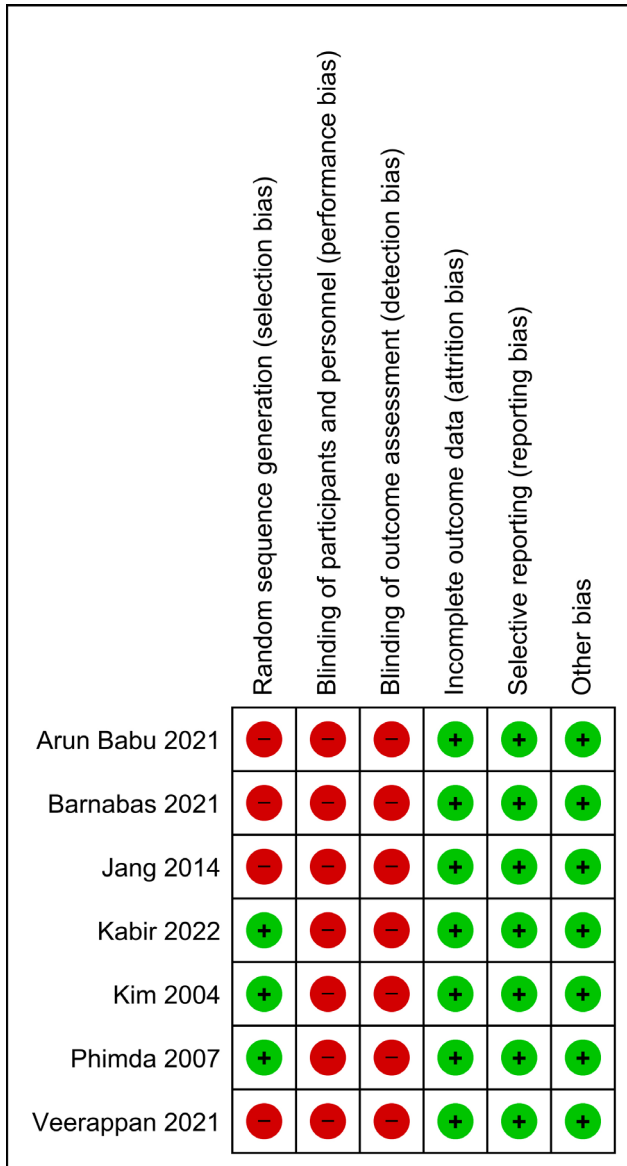 Random sequence generation (selection bias)
Blinding of participants and personnel (performance bias)
Blinding of outcome assessment (detection bias)
Incomplete outcome data (attrition bias)
Selective reporting (reporting bias)
Other bias
Arun Babu 2021 – – – + + +
Barnabas 2021 – – – + + +
Jang 2014 – – – + + +
Kabir 2022 + – – + + +
Kim 2004 + – – + + +
Phimda 2007 + – – + + +
Veerappan 2021 – – – + + +